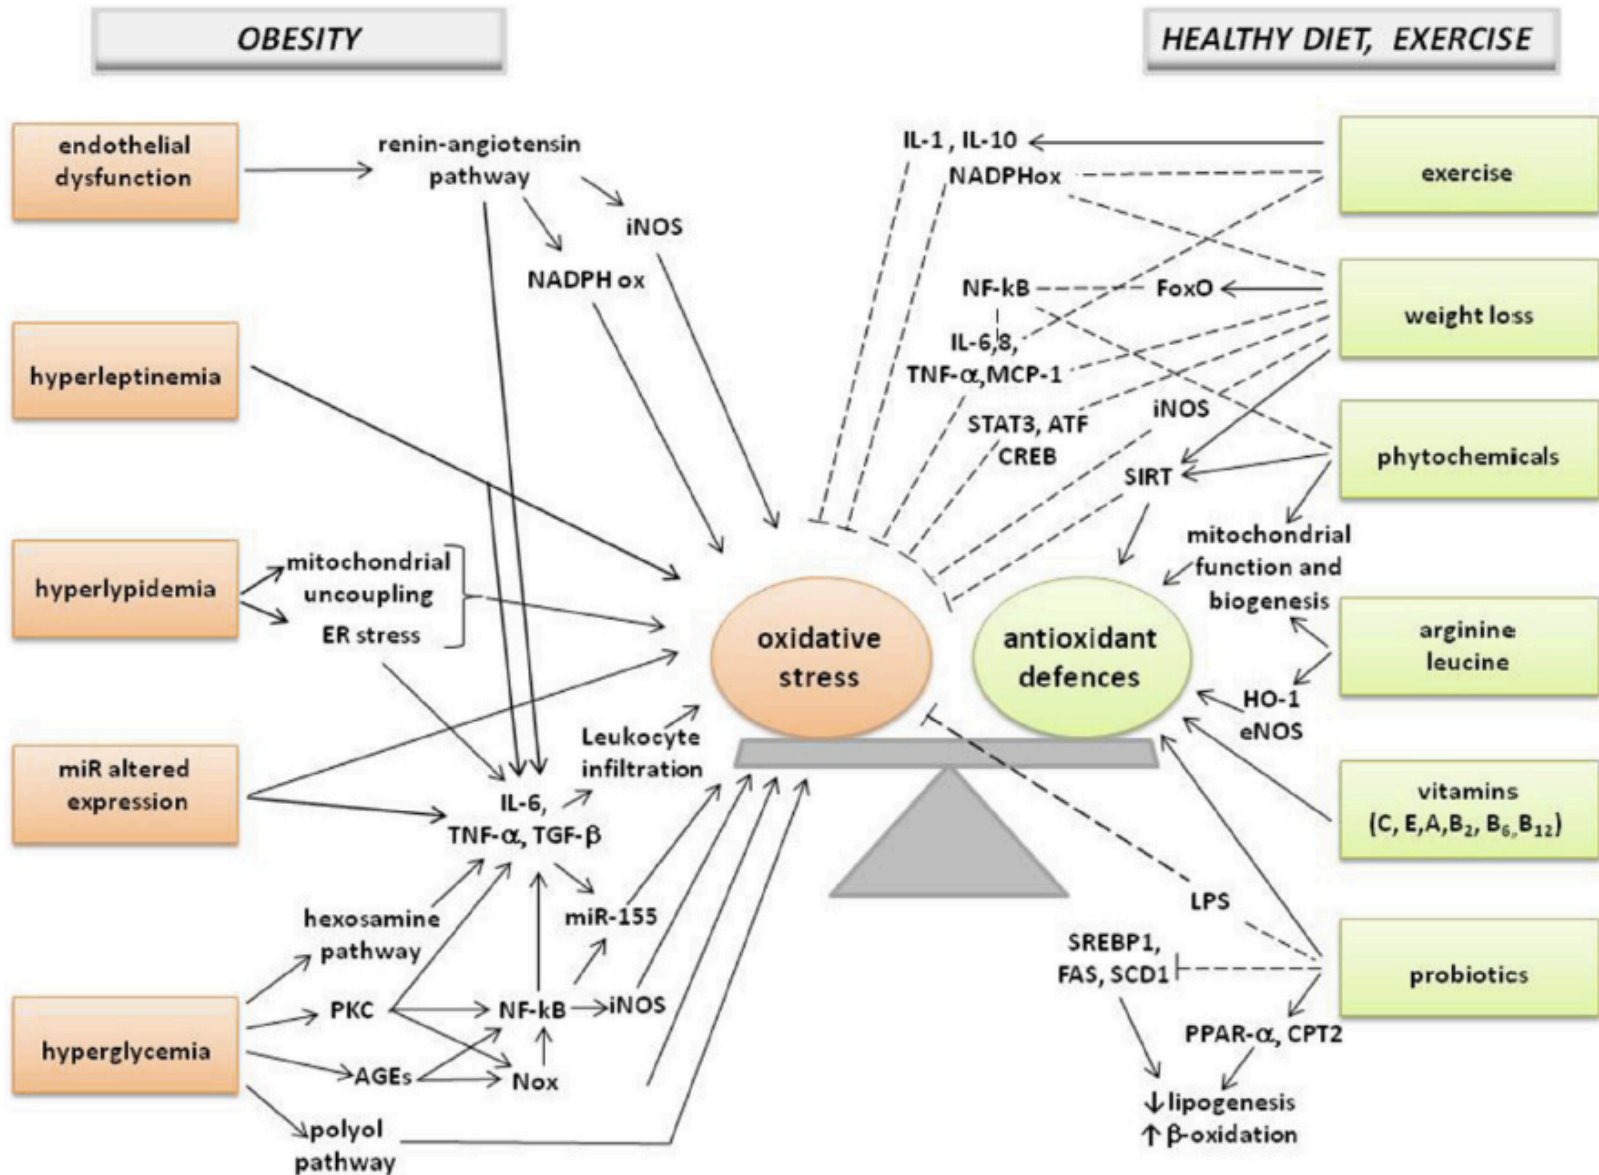 OBESITY
HEALTHY DIET, EXERCISE
endothelial
dysfunction
renin-angiotensin
pathway
iNOS
NADPH ox
hyperleptinemia
hyperlypidemia
mitochondrial
uncoupling
ER stress
miR altered
expression
Leukocyte
infiltration
IL-6,
TNF-α, TGF-β
hexosamine
pathway
miR-155
PKC
NF-kB
iNOS
hyperglycemia
AGEs
Nox
polyol
pathway
oxidative
stress
antioxidant
defences
IL-1 , IL-10
NADPHox
exercise
NF-kB
FoxO
weight loss
IL-6,8,
TNF-α,MCP-1
iNOS
STAT3, ATF
CREB
phytochemicals
SIRT
mitochondrial
function and
biogenesis
arginine
leucine
HO-1
eNOS
vitamins
(C, E,A,B₂, B₆,B₁₂)
LPS
SREBP1,
FAS, SCD1
probiotics
PPAR-α, CPT2
↓ lipogenesis
↑ β-oxidation